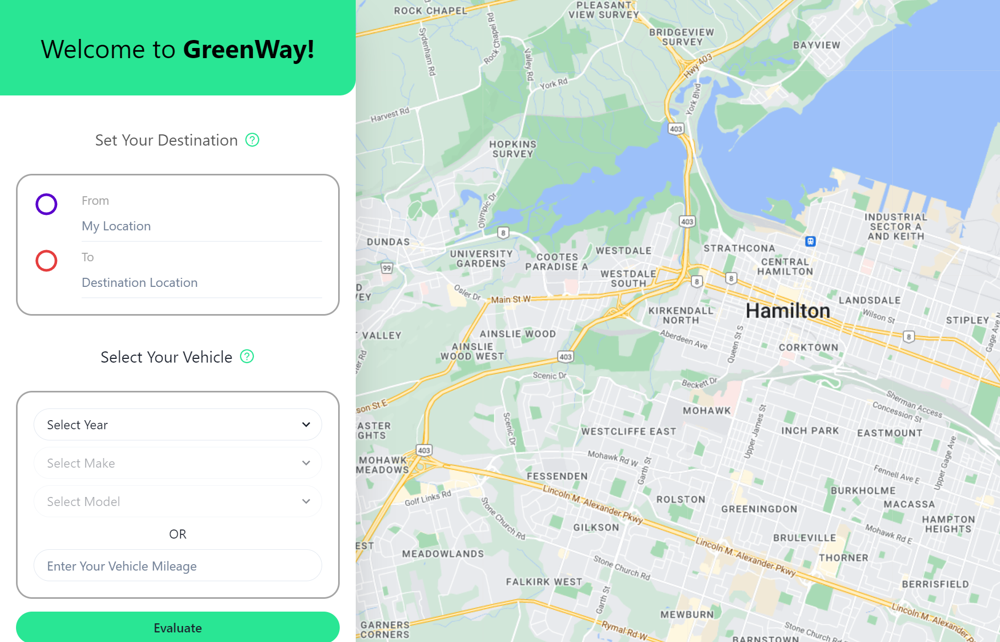 Welcome to GreenWay!
Set Your Destination ?
From
My Location
To
Destination Location
Select Your Vehicle ?
Select Year
Select Make
Select Model
OR
Enter Your Vehicle Mileage
Evaluate
ROCK CHAPEL
PLEASANT
VIEW SURVEY
BRIDGEVIEW
SURVEY
BAYVIEW
Sydenham Rd
Rock Chapel Rd
Valley Rd
York Rd
Hwy 403
York Blvd
Harvest Rd
403
HOPKINS
SURVEY
Olympic Dr
403
INDUSTRIAL
SECTOR A
AND KEITH
8
DUNDAS
UNIVERSITY
GARDENS
COOTES
PARADISE A
WESTDALE
STRATHCONA
CENTRAL
HAMILTON
99
WESTDALE
SOUTH
8
8
Osler Dr
Main St W
LANDSDALE
Hamilton
KIRKENDALL
NORTH
Wilson St
STIPLEY
Gage Ave N
8
VALLEY
AINSLIE WOOD
Aberdeen Ave
Queen St S
CORKTOWN
AINSLIE
WOOD WEST
403
Scenic Dr
Beckett Dr
son St E
MOHAWK
Sherman Access
Concession St
Scenic Dr
WESTCLIFFE EAST
Upper James St
INCH PARK
EASTMOUNT
403
MOHAWK
MEADOWS
Mohawk Rd W
Garth St
Upper Gage Ave
FESSENDEN
Fennell Ave E
Lincoln M. Alexander Pkwy
Golf Links Rd
Stone Church Rd
ROLSTON
GREENINGDON
BURKHOLME
MACASSA
HAMPTON
HEIGHTS
GILKSON
BRULEVILLE
Mohawk Rd E
EST
MEADOWLANDS
Lincoln M. Alexander Pkwy
THORNER
Stone Church Rd
FALKIRK WEST
Garth St
BERRISFIELD
MEWBURN
Lincoln M. Alexander
GARNERS
CORNERS
Rymal Rd W
Stone Church Rd
BARNSTOWN